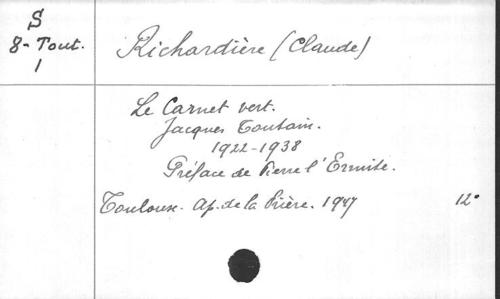 S
8- Tout.
1
Richardière (Claude)
Le Carnet vert.
Jacques Toutain.
1922-1938
Préface de Pierre l'Ermite.
Toulouse. Ap. de la Prière. 1947 12°